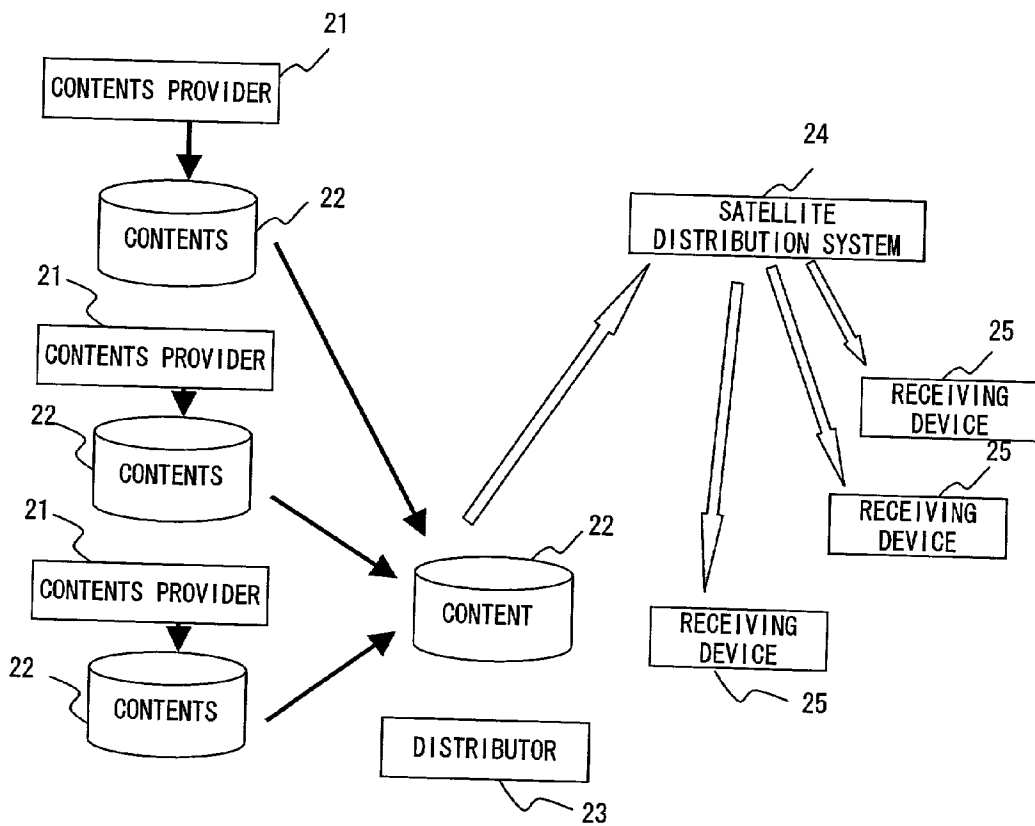 21
CONTENTS PROVIDER
CONTENTS
22
21
CONTENTS PROVIDER
22
CONTENTS
21
CONTENTS PROVIDER
22
CONTENTS
22
CONTENT
DISTRIBUTOR
23
24
SATELLITE
DISTRIBUTION SYSTEM
25
RECEIVING
DEVICE
25
RECEIVING
DEVICE
RECEIVING
DEVICE
25